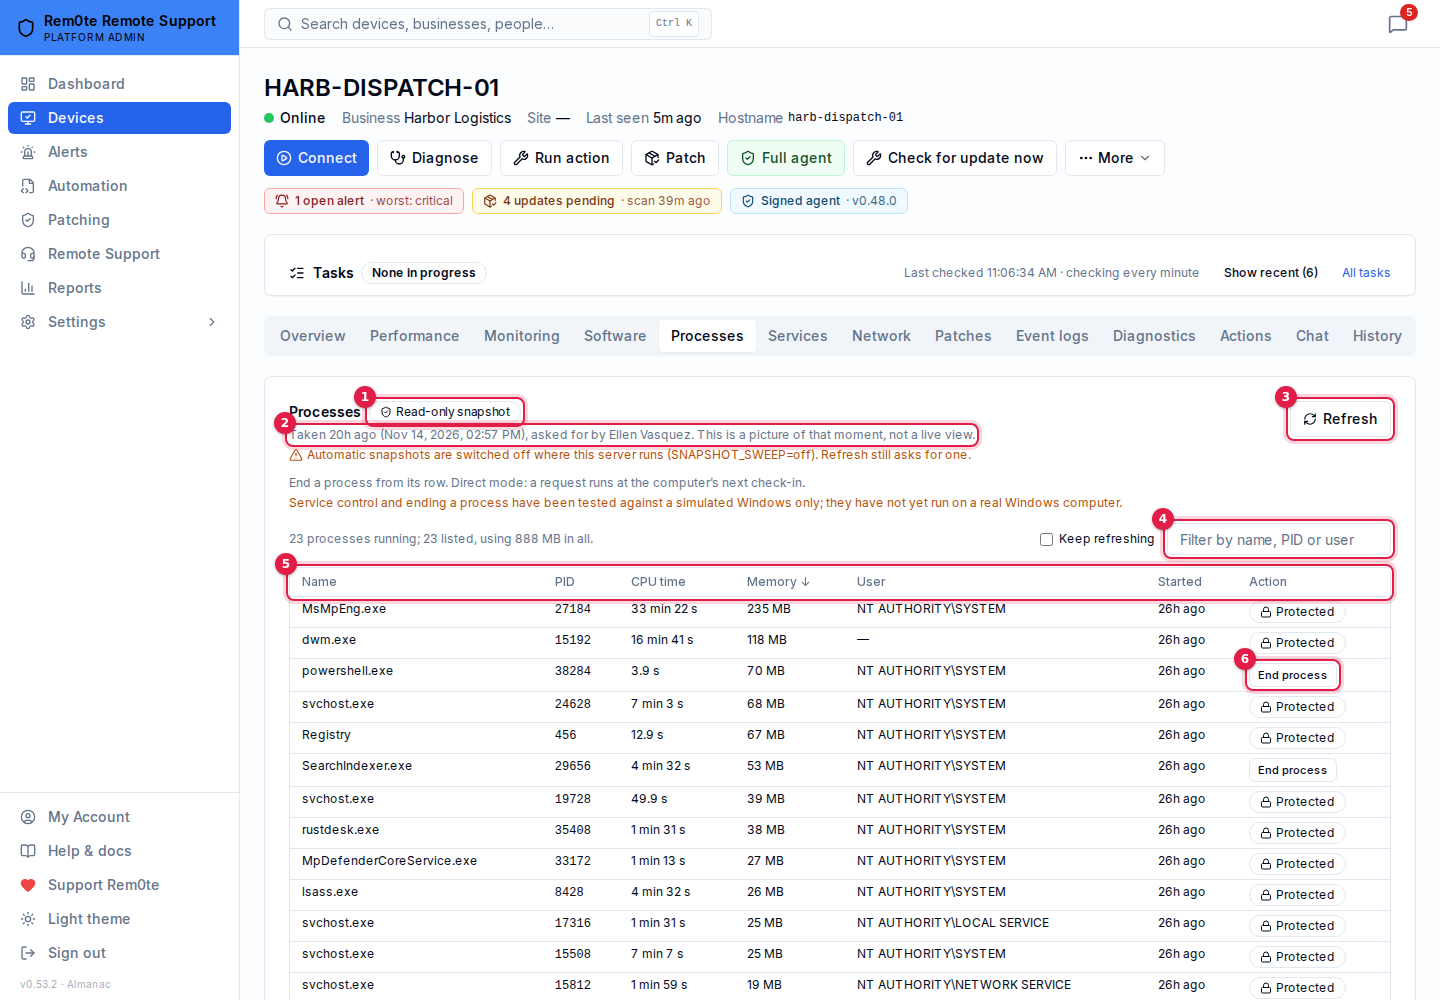 Rem0te Remote Support
PLATFORM ADMIN
Search devices, businesses, people...
Ctrl K
5
Dashboard
Devices
Alerts
Automation
Patching
Remote Support
Reports
Settings
My Account
Help & docs
Support Rem0te
Light theme
Sign out
v0.53.2 · Almanac
HARB-DISPATCH-01
Online Business Harbor Logistics Site — Last seen 5m ago Hostname harb-dispatch-01
Connect Diagnose Run action Patch Full agent Check for update now ··· More
1 open alert · worst: critical 4 updates pending · scan 39m ago Signed agent · v0.48.0
Tasks None in progress Last checked 11:06:34 AM · checking every minute Show recent (6) All tasks
Overview Performance Monitoring Software Processes Services Network Patches Event logs Diagnostics Actions Chat History
1
Processes Read-only snapshot
3
Refresh
2
Taken 20h ago (Nov 14, 2026, 02:57 PM), asked for by Ellen Vasquez. This is a picture of that moment, not a live view.
Automatic snapshots are switched off where this server runs (SNAPSHOT_SWEEP=off). Refresh still asks for one.
End a process from its row. Direct mode: a request runs at the computer's next check-in.
Service control and ending a process have been tested against a simulated Windows only; they have not yet run on a real Windows computer.
4
23 processes running; 23 listed, using 888 MB in all. Keep refreshing Filter by name, PID or user
5
Name PID CPU time Memory ↓ User Started Action
MsMpEng.exe 27184 33 min 22 s 235 MB NT AUTHORITY\SYSTEM 26h ago Protected
dwm.exe 15192 16 min 41 s 118 MB — 26h ago Protected
6
powershell.exe 38284 3.9 s 70 MB NT AUTHORITY\SYSTEM 26h ago End process
svchost.exe 24628 7 min 3 s 68 MB NT AUTHORITY\SYSTEM 26h ago Protected
Registry 456 12.9 s 67 MB NT AUTHORITY\SYSTEM 26h ago Protected
SearchIndexer.exe 29656 4 min 32 s 53 MB NT AUTHORITY\SYSTEM 26h ago End process
svchost.exe 19728 49.9 s 39 MB NT AUTHORITY\SYSTEM 26h ago Protected
rustdesk.exe 35408 1 min 31 s 38 MB NT AUTHORITY\SYSTEM 26h ago Protected
MpDefenderCoreService.exe 33172 1 min 13 s 27 MB NT AUTHORITY\SYSTEM 26h ago Protected
lsass.exe 8428 4 min 32 s 26 MB NT AUTHORITY\SYSTEM 26h ago Protected
svchost.exe 17316 1 min 31 s 25 MB NT AUTHORITY\LOCAL SERVICE 26h ago Protected
svchost.exe 15508 7 min 7 s 25 MB NT AUTHORITY\SYSTEM 26h ago Protected
svchost.exe 15812 1 min 59 s 19 MB NT AUTHORITY\NETWORK SERVICE 26h ago Protected